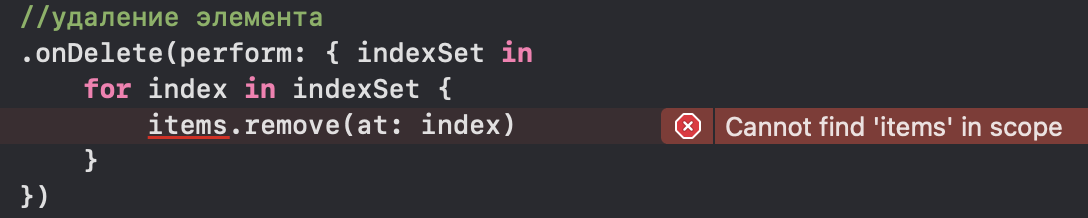 //удаление элемента
.onDelete(perform: { indexSet in
for index in indexSet {
items.remove(at: index)
Cannot find 'items' in scope
}
})